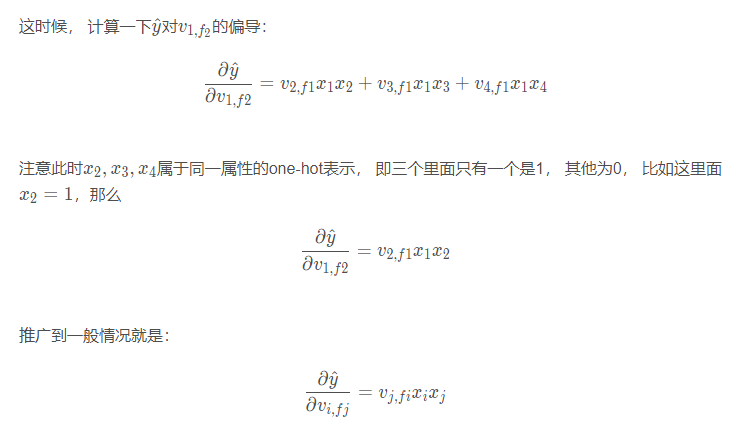 这时候， 计算一下$\hat{y}$对$v_{1,f_2}$的偏导：
$\frac{\partial \hat{y}}{\partial v_{1,f2}} = v_{2,f1}x_1x_2 + v_{3,f1}x_1x_3 + v_{4,f1}x_1x_4$
注意此时$x_2, x_3, x_4$属于同一属性的one-hot表示， 即三个里面只有一个是1， 其他为0， 比如这里面
$x_2 = 1$，那么
$\frac{\partial \hat{y}}{\partial v_{1,f2}} = v_{2,f1}x_1x_2$
推广到一般情况就是：
$\frac{\partial \hat{y}}{\partial v_{i,fj}} = v_{j,fi}x_ix_j$